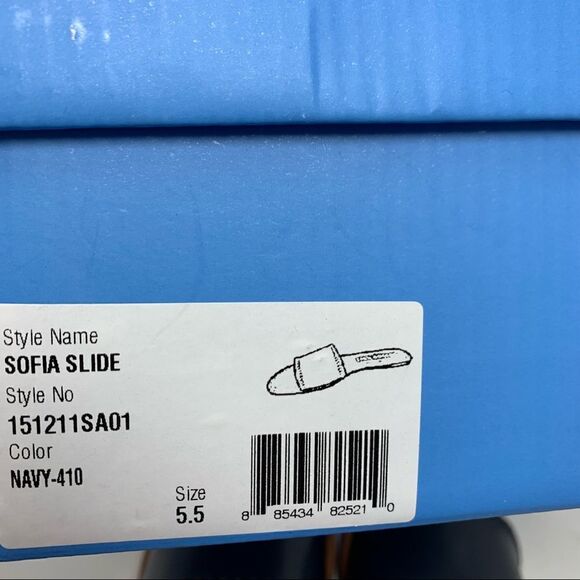 Style Name
SOFIA SLIDE
Style No
151211SA01
Color
NAVY-410
Size
5.5
8 85434 82521 0